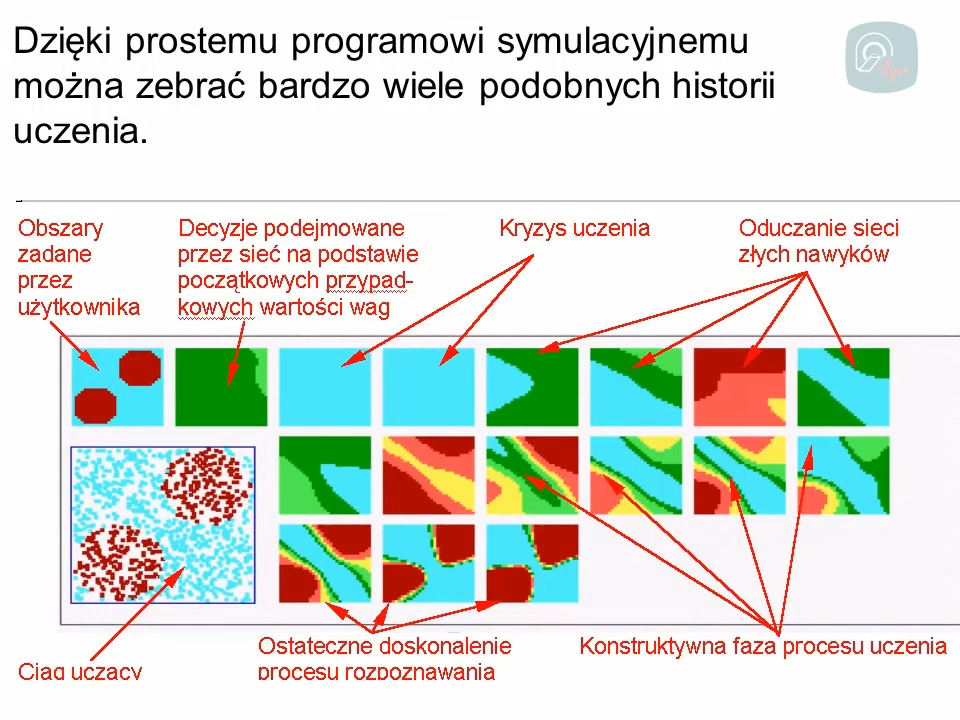 Dzięki prostemu programowi symulacyjnemu
można zebrać bardzo wiele podobnych historii
uczenia.
Obszary
zadane
przez
użytkownika
Decyzje podejmowane
przez sieć na podstawie
początkowych przypad-
kowych wartości wag
Kryzys uczenia
Oduczanie sieci
złych nawyków
Ostateczne doskonalenie
procesu rozpoznawania
Konstruktywna faza procesu uczenia
Ciąg uczący